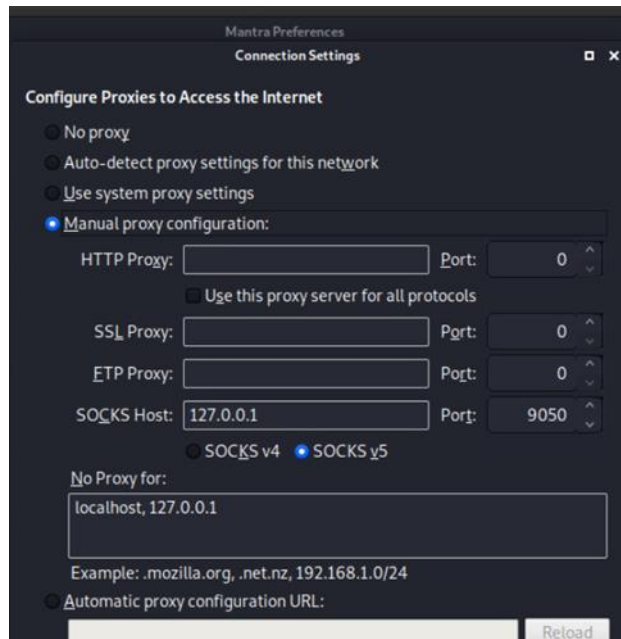 Mantra Preferences
Connection Settings
Configure Proxies to Access the Internet
No proxy
Auto-detect proxy settings for this network
Use system proxy settings
Manual proxy configuration:
HTTP Proxy: Port: 0
Use this proxy server for all protocols
SSL Proxy: Port: 0
FTP Proxy: Port: 0
SOCKS Host: 127.0.0.1 Port: 9050
SOCKS v4 SOCKS v5
No Proxy for:
localhost, 127.0.0.1
Example: .mozilla.org, .net.nz, 192.168.1.0/24
Automatic proxy configuration URL:
Reload